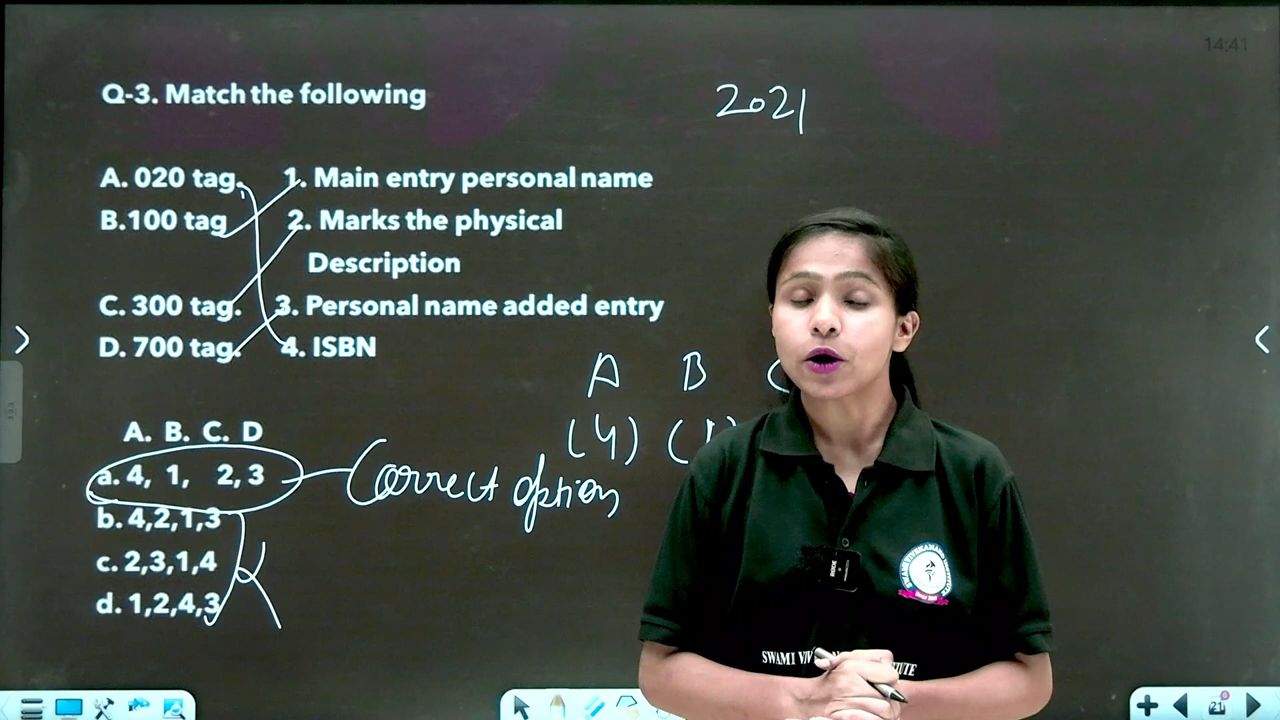 14:41
Q-3. Match the following
2021
A. 020 tag. 1. Main entry personal name
B.100 tag 2. Marks the physical
Description
C. 300 tag. 3. Personal name added entry
D. 700 tag. 4. ISBN
A B C
(4) (1)
A. B. C. D
a. 4, 1, 2, 3 Correct option
b. 4,2,1,3
c. 2,3,1,4
d. 1,2,4,3
SWAMI
21